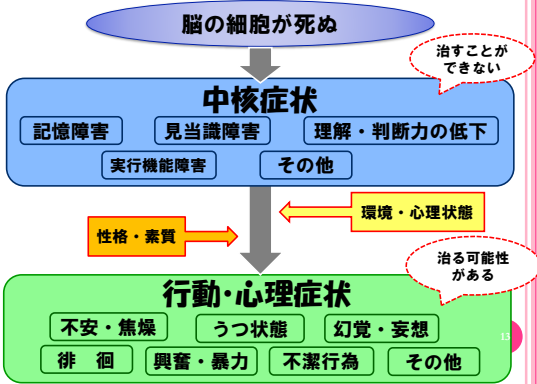 脳の細胞が死ぬ
治すことが
できない
中核症状
記憶障害
見当識障害
理解・判断力の低下
実行機能障害
その他
環境・心理状態
性格・素質
治る可能性
がある
行動・心理症状
不安・焦燥
うつ状態
幻覚・妄想
徘　徊
興奮・暴力
不潔行為
その他